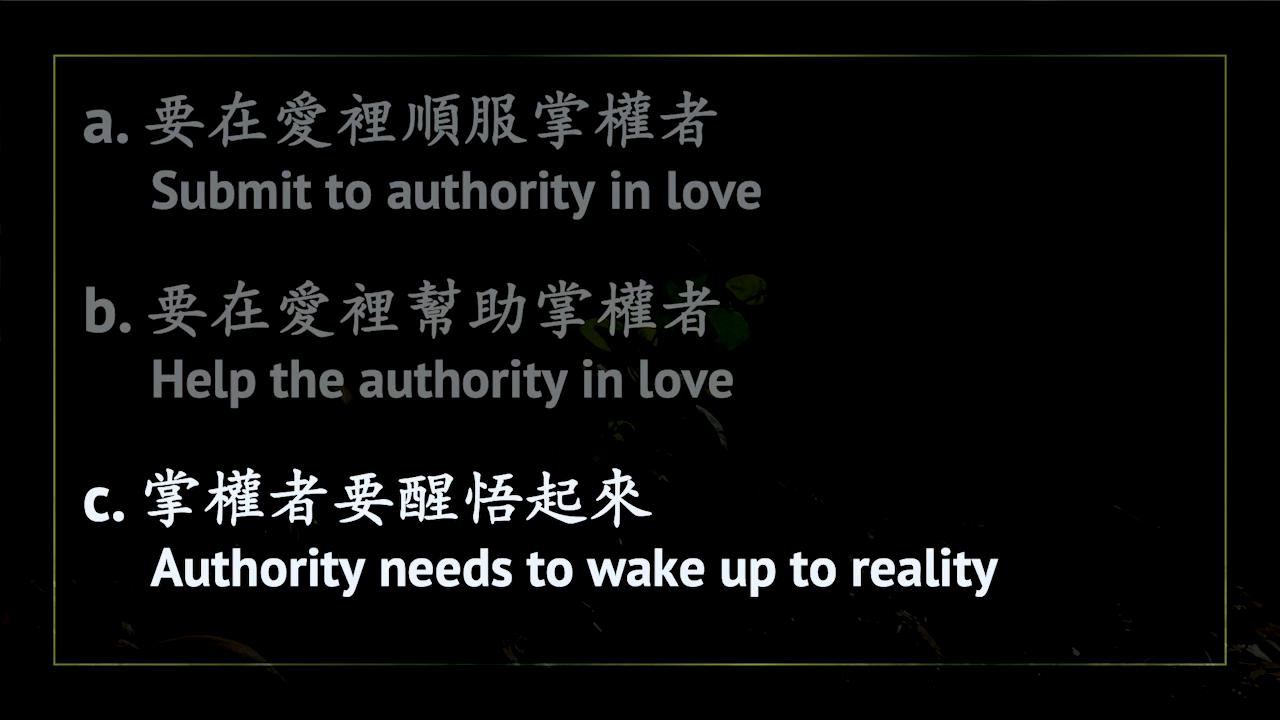 a. 要在愛裡順服掌權者
Submit to authority in love
b. 要在愛裡幫助掌權者
Help the authority in love
c. 掌權者要醒悟起來
Authority needs to wake up to reality